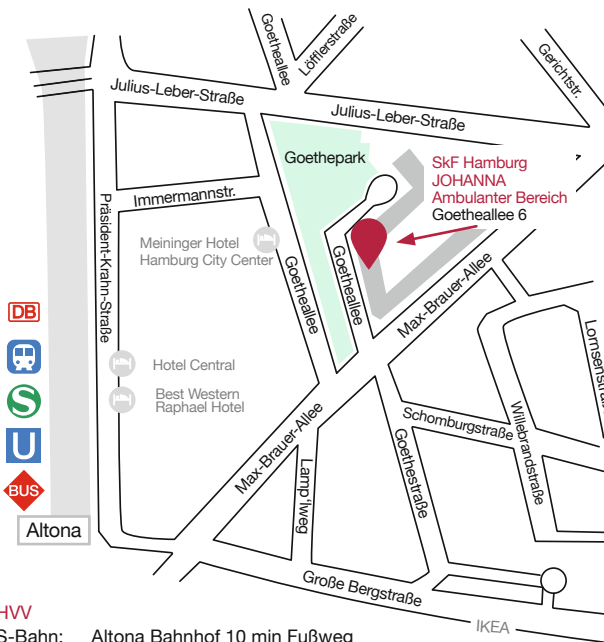 Goetheallee
Löfflerstraße
Gerichtstr.
Julius-Leber-Straße
Julius-Leber-Straße
Goethepark
SkF Hamburg
JOHANNA
Ambulanter Bereich
Goetheallee 6
Präsident-Krahn-Straße
Immermannstr.
Meininger Hotel
Hamburg City Center
Goetheallee
Goetheallee
Max-Brauer-Allee
DB
S
U
BUS
Altona
Hotel Central
Best Western
Raphael Hotel
Lornsenstraße
Willebrandstraße
Schomburgstraße
Goethestraße
Max-Brauer-Allee
Lamp'lweg
Große Bergstraße
IKEA
HVV
S-Bahn: Altona Bahnhof 10 min Fußweg